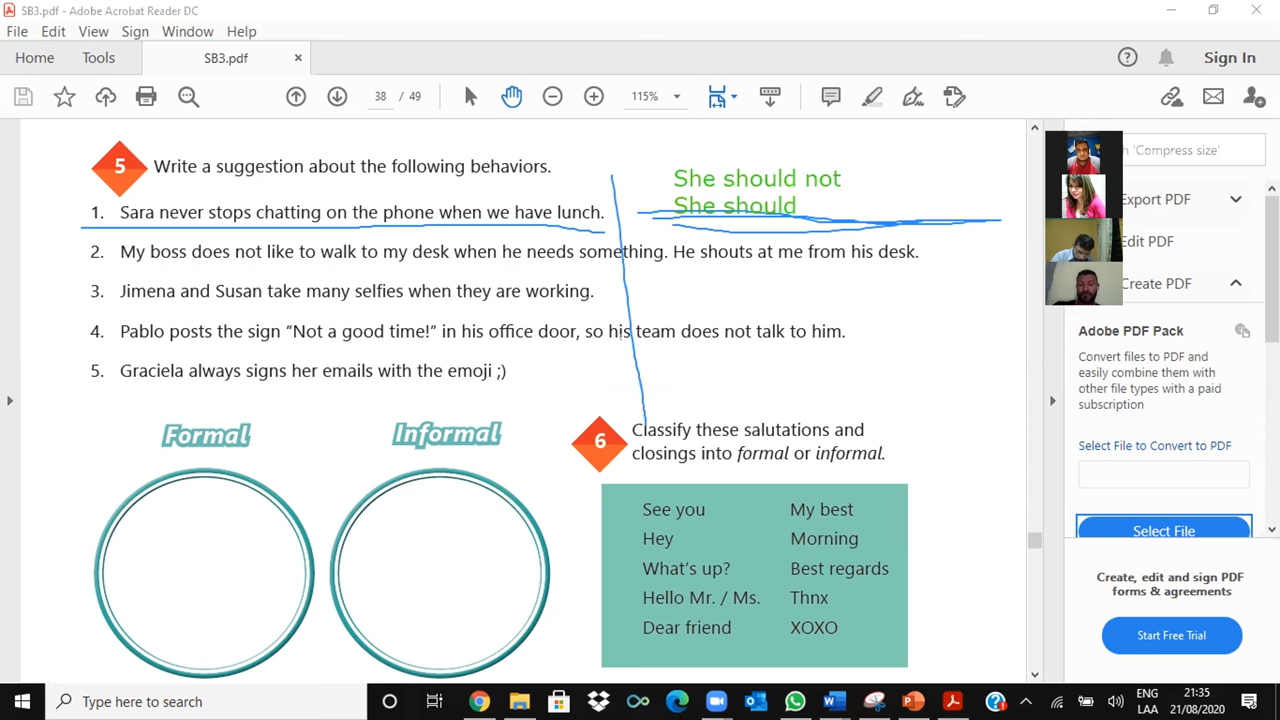 SB3.pdf - Adobe Acrobat Reader DC
File Edit View Sign Window Help
Home Tools SB3.pdf × Sign In
38 / 49 115%
5 Write a suggestion about the following behaviors.
She should not
She should
1. Sara never stops chatting on the phone when we have lunch.
2. My boss does not like to walk to my desk when he needs something. He shouts at me from his desk.
3. Jimena and Susan take many selfies when they are working.
4. Pablo posts the sign “Not a good time!” in his office door, so his team does not talk to him.
5. Graciela always signs her emails with the emoji ;)
Formal Informal
6 Classify these salutations and
closings into formal or informal.
See you My best
Hey Morning
What’s up? Best regards
Hello Mr. / Ms. Thnx
Dear friend XOXO
'Compress size'
Export PDF
Edit PDF
Create PDF
Adobe PDF Pack
Convert files to PDF and
easily combine them with
other file types with a paid
subscription
Select File to Convert to PDF
Select File
Create, edit and sign PDF
forms & agreements
Start Free Trial
Type here to search
ENG 21:35
LAA 21/08/2020